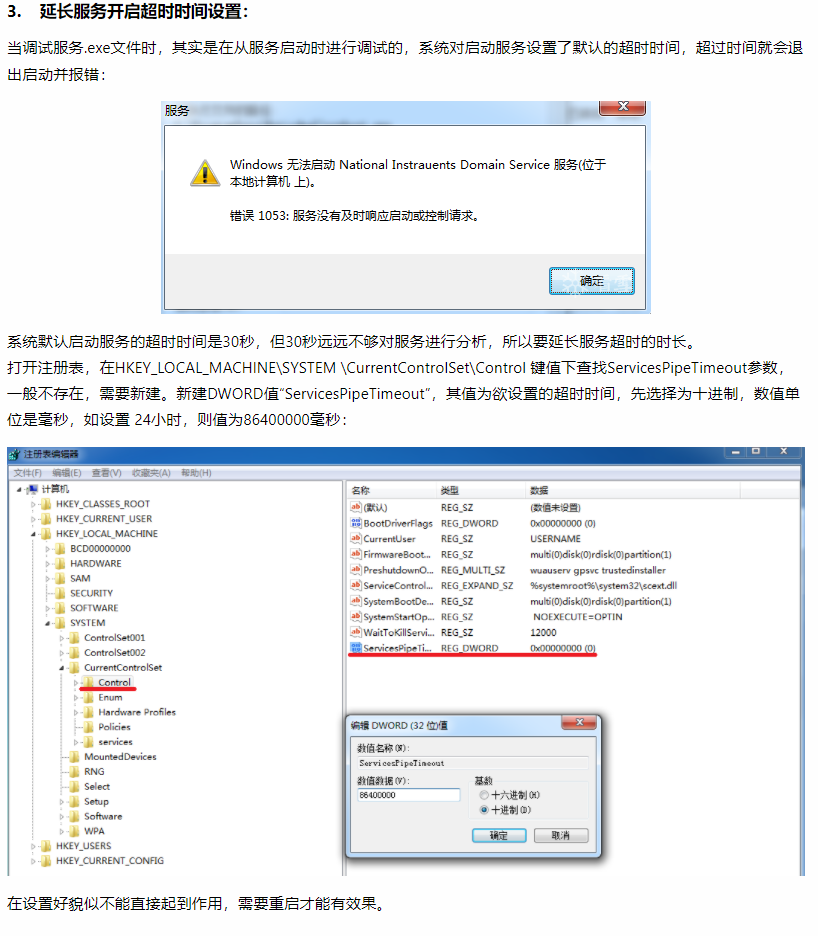 3. 延长服务开启超时时间设置：
当调试服务.exe文件时，其实是在从服务启动时进行调试的，系统对启动服务设置了默认的超时时间，超过时间就会退
出启动并报错：
服务
Windows 无法启动 National Instrauents Domain Service 服务(位于
本地计算机 上)。
错误 1053: 服务没有及时响应启动或控制请求。
确定
系统默认启动服务的超时时间是30秒，但30秒远远不够对服务进行分析，所以要延长服务超时的时长。
打开注册表，在HKEY_LOCAL_MACHINE\SYSTEM \CurrentControlSet\Control 键值下查找ServicesPipeTimeout参数，
一般不存在，需要新建。新建DWORD值“ServicesPipeTimeout”，其值为欲设置的超时时间，先选择为十进制，数值单
位是毫秒，如设置 24小时，则值为86400000毫秒：
注册表编辑器
文件(F) 编辑(E) 查看(V) 收藏夹(A) 帮助(H)
计算机
HKEY_CLASSES_ROOT
HKEY_CURRENT_USER
HKEY_LOCAL_MACHINE
BCD00000000
HARDWARE
SAM
SECURITY
SOFTWARE
SYSTEM
ControlSet001
ControlSet002
CurrentControlSet
Control
Enum
Hardware Profiles
Policies
services
MountedDevices
RNG
Select
Setup
Software
WPA
HKEY_USERS
HKEY_CURRENT_CONFIG
名称 类型 数据
(默认) REG_SZ (数值未设置)
BootDriverFlags REG_DWORD 0x00000000 (0)
CurrentUser REG_SZ USERNAME
FirmwareBoot... REG_SZ multi(0)disk(0)rdisk(0)partition(1)
PreshutdownO... REG_MULTI_SZ wuauserv gpsvc trustedinstaller
ServiceControl... REG_EXPAND_SZ %systemroot%\system32\scext.dll
SystemBootDe... REG_SZ multi(0)disk(0)rdisk(0)partition(1)
SystemStartOp... REG_SZ NOEXECUTE=OPTIN
WaitToKillServi... REG_SZ 12000
ServicesPipeTi... REG_DWORD 0x00000000 (0)
编辑 DWORD (32 位)值
数值名称(N):
ServicesPipeTimeout
数值数据(V): 基数
86400000 十六进制(H)
十进制(D)
确定 取消
在设置好貌似不能直接起到作用，需要重启才能有效果。